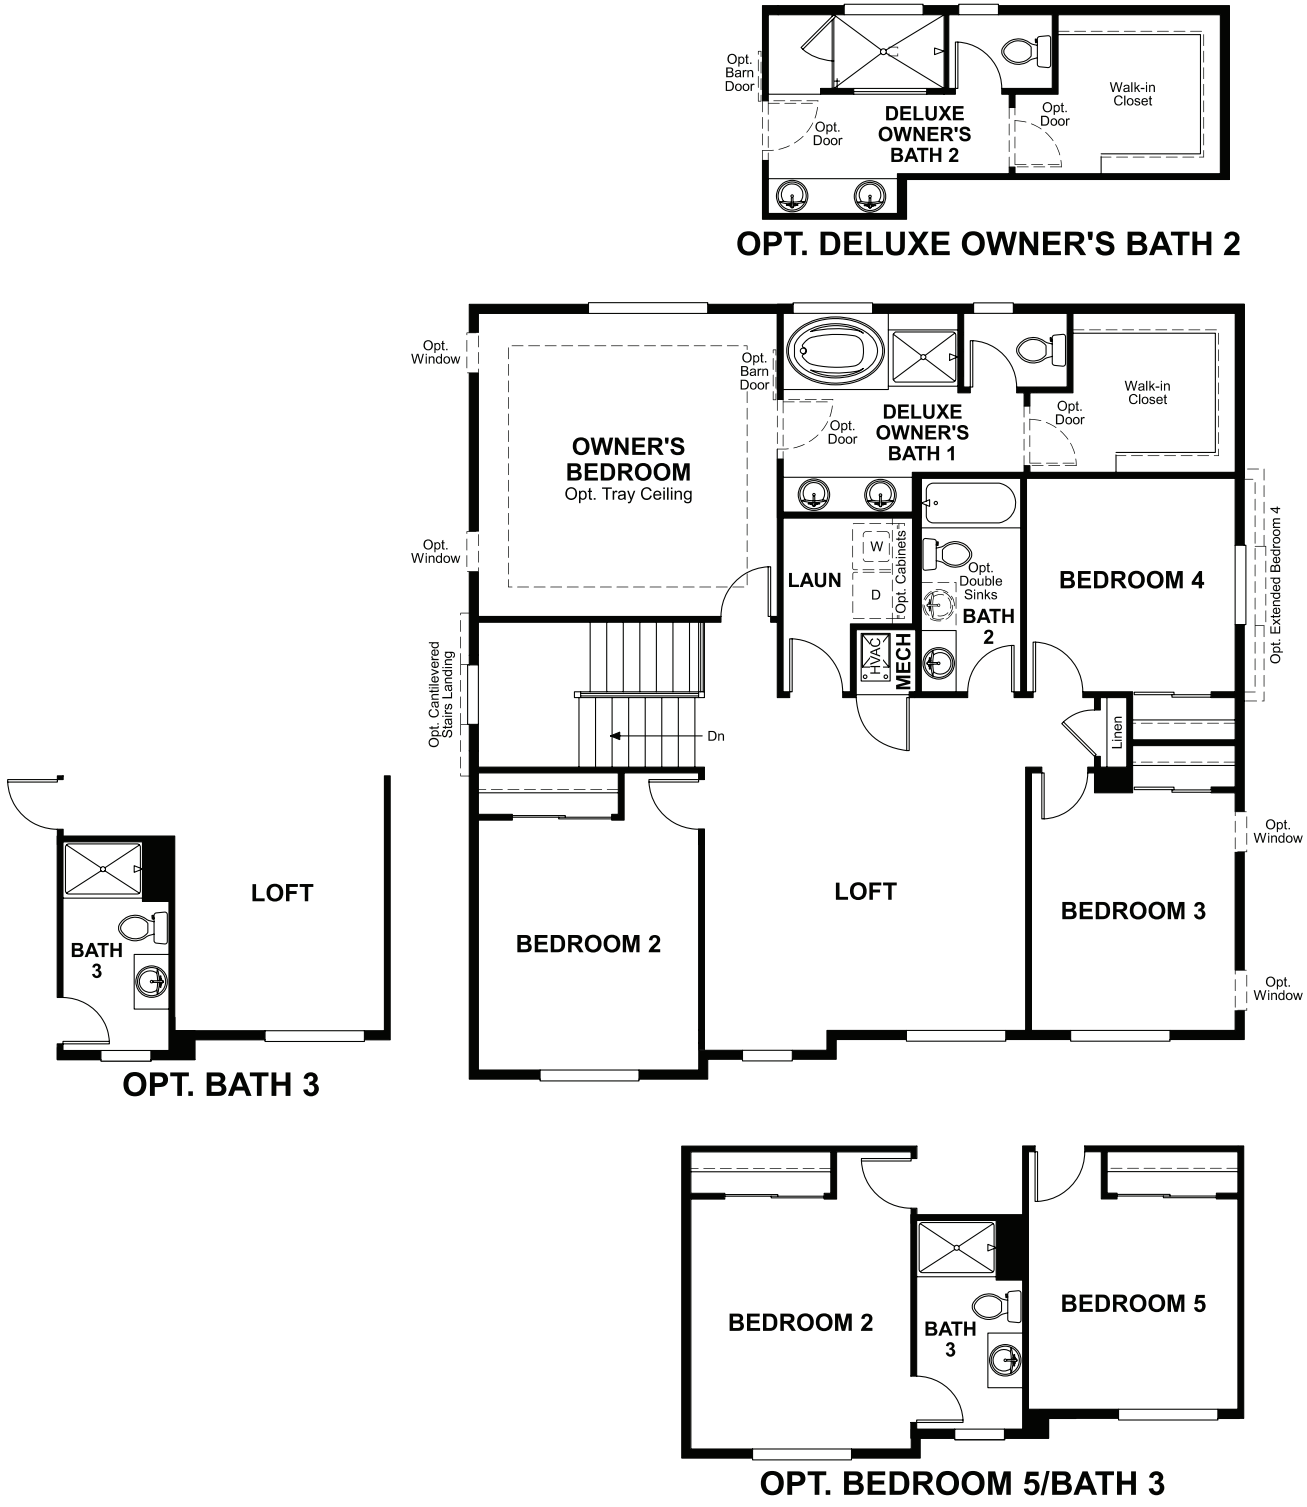 Opt.
Barn
Door
Opt.
Door
DELUXE
OWNER'S
BATH 2
Opt.
Door
Walk-in
Closet
OPT. DELUXE OWNER'S BATH 2
Opt.
Window
Opt.
Window
OWNER'S
BEDROOM
Opt. Tray Ceiling
Opt.
Barn
Door
Opt.
Door
DELUXE
OWNER'S
BATH 1
Opt.
Door
Walk-in
Closet
LAUN
W
D
Opt. Cabinets
HVAC
MECH
Opt.
Double
Sinks
BATH
2
BEDROOM 4
Opt. Extended Bedroom 4
Opt. Cantilevered
Stairs Landing
Dn
Linen
BEDROOM 2
LOFT
BEDROOM 3
Opt.
Window
Opt.
Window
LOFT
BATH
3
OPT. BATH 3
BEDROOM 2
BATH
3
BEDROOM 5
OPT. BEDROOM 5/BATH 3